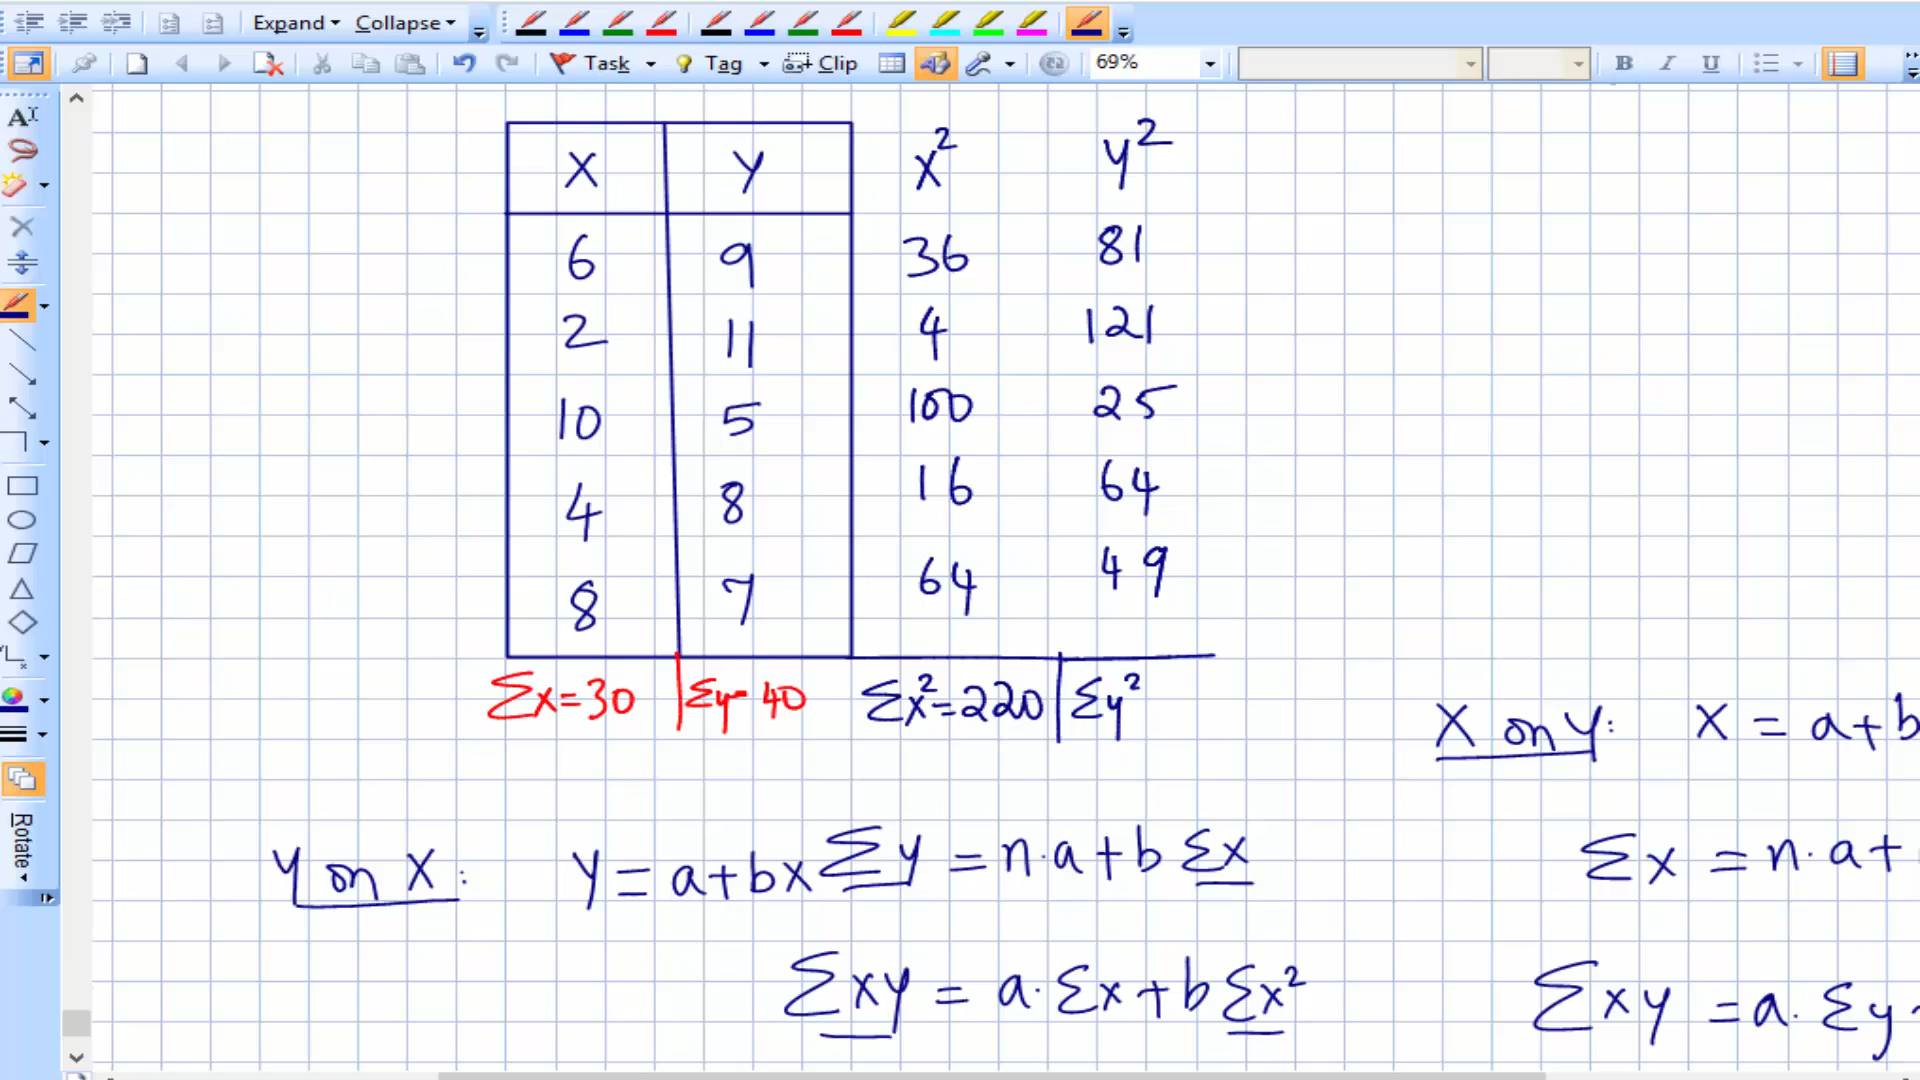 Expand Collapse
Task Tag Clip 69% B I U
Rotate
X Y x² y²
6 9 36 81
2 11 4 121
10 5 100 25
4 8 16 64
8 7 64 49
Σx=30 Σy=40 Σx²=220 Σy²
X on Y: X = a+b
Y on X: Y = a+bx Σy = n·a+b Σx
Σx = n·a+
Σxy = a·Σx+b Σx²
Σxy = a·Σy